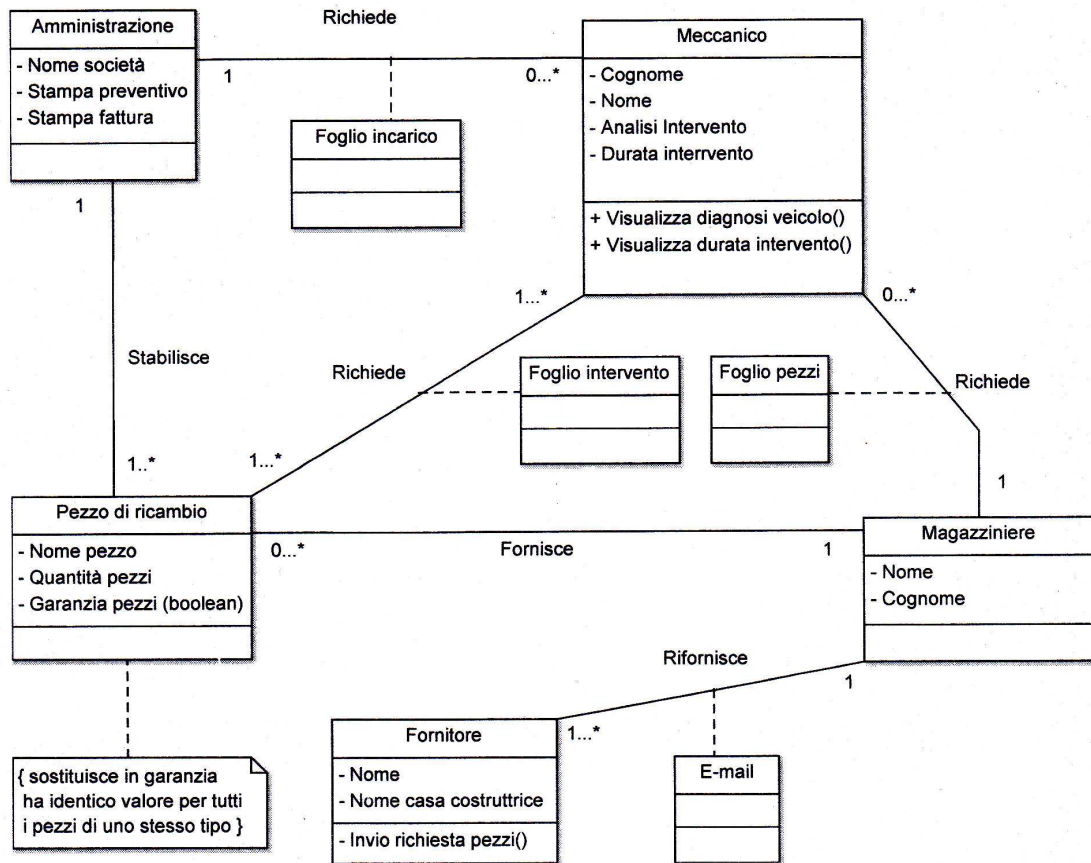 Amministrazione
- Nome società
- Stampa preventivo
- Stampa fattura
Richiede
1
0...*
Meccanico
- Cognome
- Nome
- Analisi Intervento
- Durata interrvento
+ Visualizza diagnosi veicolo()
+ Visualizza durata intervento()
Foglio incarico
1
1...*
0...*
Stabilisce
Richiede
Foglio intervento
Foglio pezzi
Richiede
1..*
1...*
1
Pezzo di ricambio
- Nome pezzo
- Quantità pezzi
- Garanzia pezzi (boolean)
0...*
Fornisce
1
Magazziniere
- Nome
- Cognome
Rifornisce
1
1...*
Fornitore
- Nome
- Nome casa costruttrice
- Invio richiesta pezzi()
E-mail
{ sostituisce in garanzia
ha identico valore per tutti
i pezzi di uno stesso tipo }